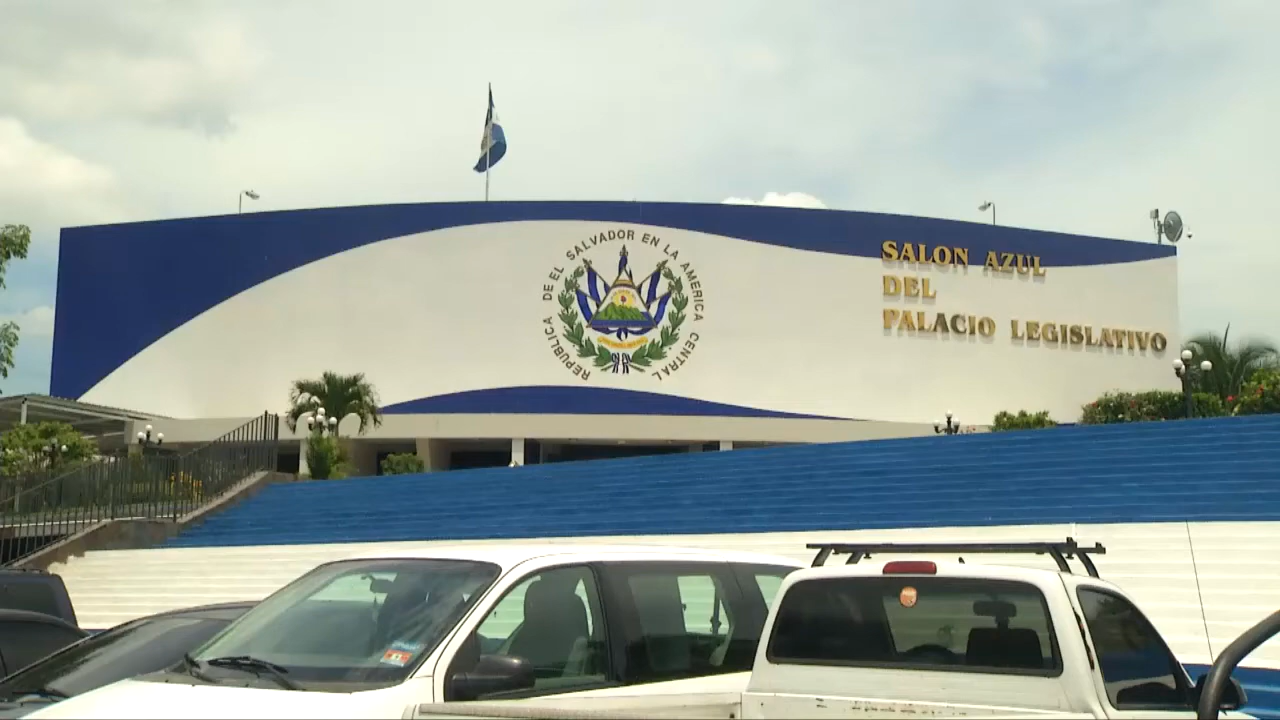 REPUBLICA DE EL SALVADOR EN LA AMERICA CENTRAL
SALON AZUL
DEL
PALACIO LEGISLATIVO